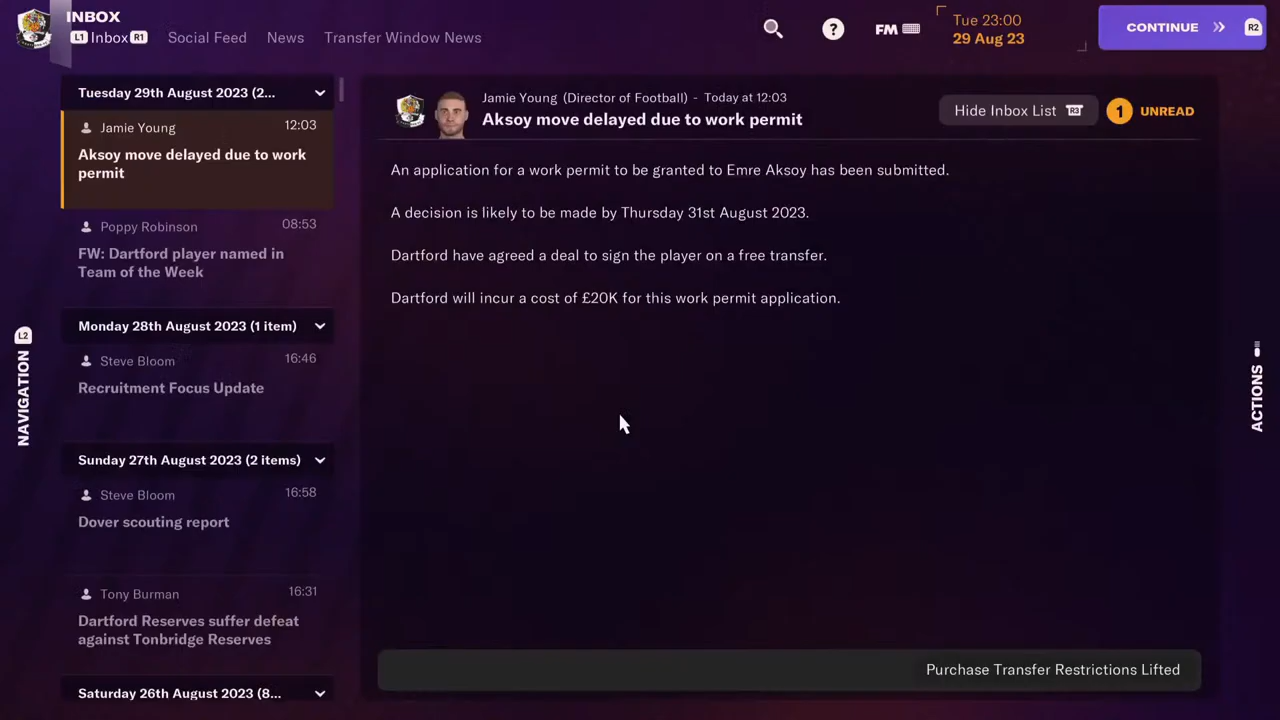 INBOX
L1 Inbox R1
Social Feed
News
Transfer Window News
?
FM
Tue 23:00
29 Aug 23
CONTINUE
R2
Tuesday 29th August 2023 (2...
Jamie Young
12:03
Aksoy move delayed due to work
permit
Poppy Robinson
08:53
FW: Dartford player named in
Team of the Week
Monday 28th August 2023 (1 item)
Steve Bloom
16:46
Recruitment Focus Update
Sunday 27th August 2023 (2 items)
Steve Bloom
16:58
Dover scouting report
Tony Burman
16:31
Dartford Reserves suffer defeat
against Tonbridge Reserves
Saturday 26th August 2023 (8...
L2
NAVIGATION
Jamie Young (Director of Football) - Today at 12:03
Aksoy move delayed due to work permit
Hide Inbox List R3
1 UNREAD
An application for a work permit to be granted to Emre Aksoy has been submitted.
A decision is likely to be made by Thursday 31st August 2023.
Dartford have agreed a deal to sign the player on a free transfer.
Dartford will incur a cost of £20K for this work permit application.
Purchase Transfer Restrictions Lifted
ACTIONS